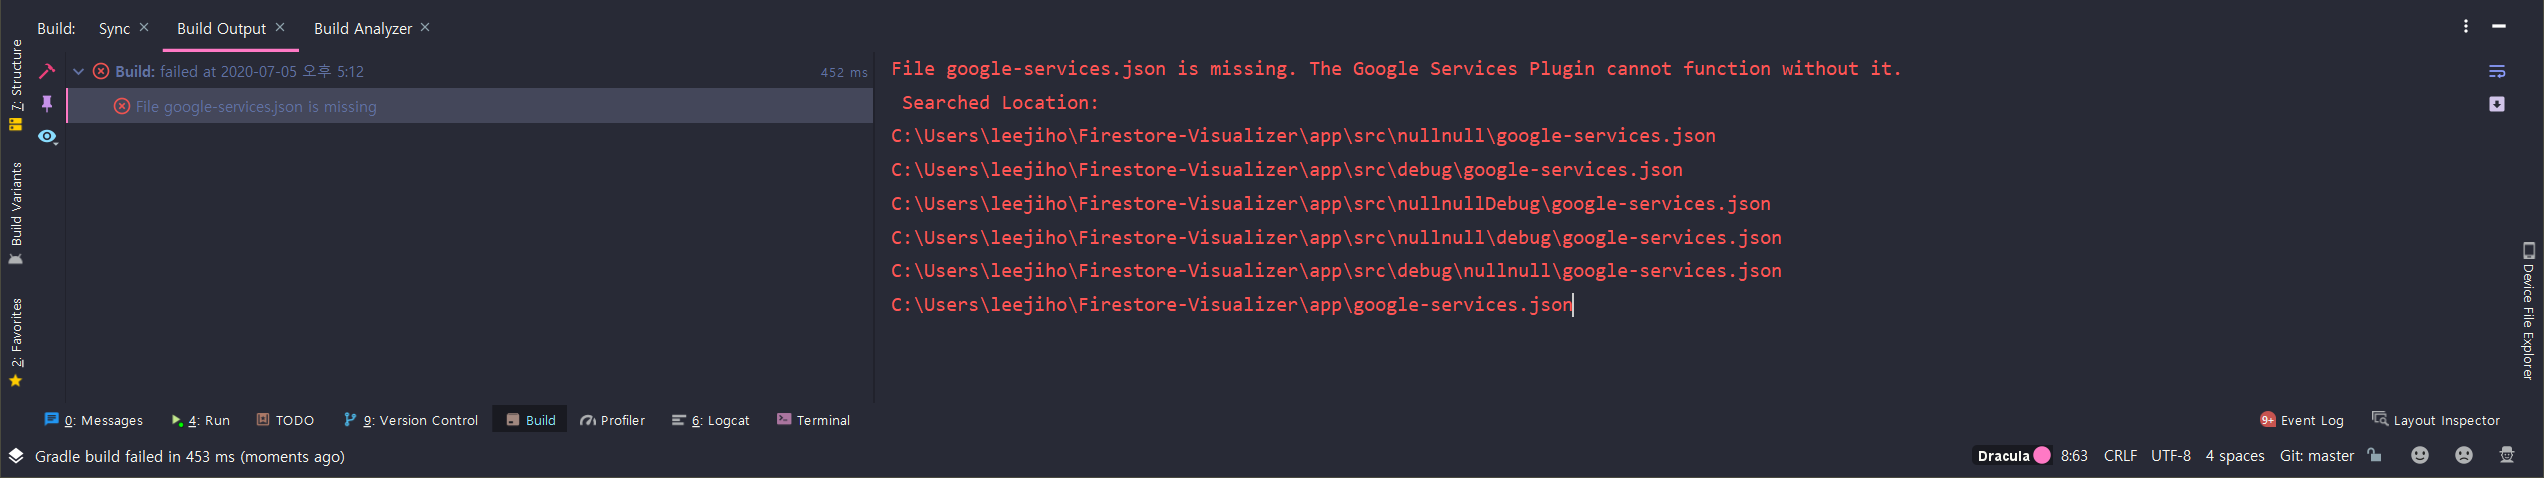 Build:
Sync
Build Output
Build Analyzer
7: Structure
Build Variants
2: Favorites
Build: failed at 2020-07-05 오후 5:12
452 ms
File google-services.json is missing
File google-services.json is missing. The Google Services Plugin cannot function without it.
Searched Location:
C:\Users\leejiho\Firestore-Visualizer\app\src\nullnull\google-services.json
C:\Users\leejiho\Firestore-Visualizer\app\src\debug\google-services.json
C:\Users\leejiho\Firestore-Visualizer\app\src\nullnullDebug\google-services.json
C:\Users\leejiho\Firestore-Visualizer\app\src\nullnull\debug\google-services.json
C:\Users\leejiho\Firestore-Visualizer\app\src\debug\nullnull\google-services.json
C:\Users\leejiho\Firestore-Visualizer\app\google-services.json
Device File Explorer
0: Messages
4: Run
TODO
9: Version Control
Build
Profiler
6: Logcat
Terminal
9+ Event Log
Layout Inspector
Gradle build failed in 453 ms (moments ago)
Dracula
8:63
CRLF
UTF-8
4 spaces
Git: master